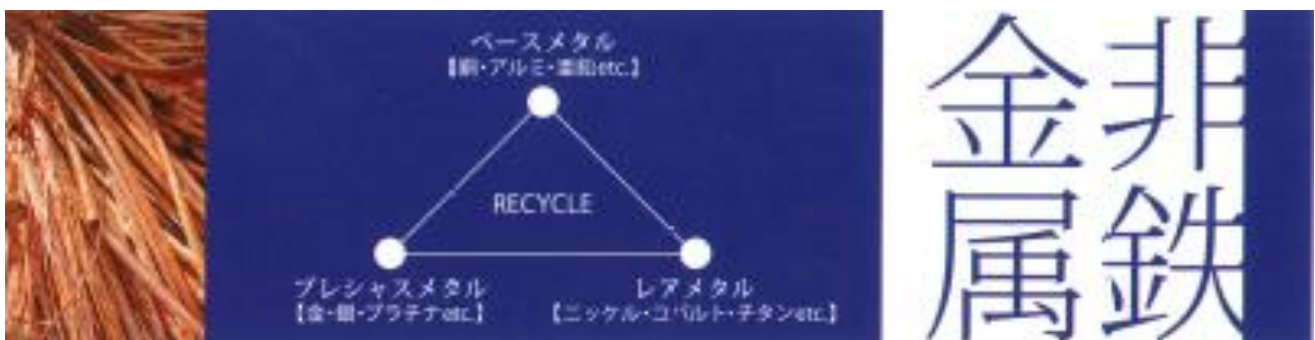 ベースメタル
【銅・アルミ・亜鉛etc.】
RECYCLE
プレシャスメタル
【金・銀・プラチナetc.】
レアメタル
【ニッケル・コバルト・チタンetc.】
非鉄
金属